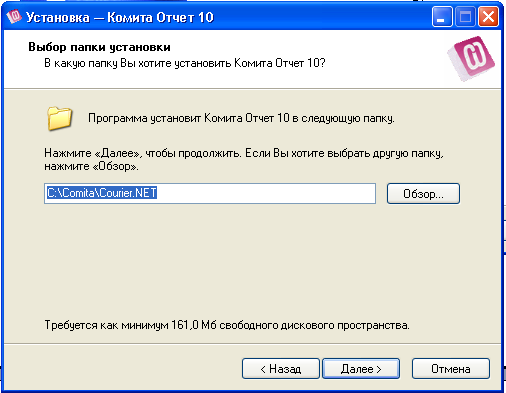 Установка — Комита Отчет 10
Выбор папки установки
В какую папку Вы хотите установить Комита Отчет 10?
Программа установит Комита Отчет 10 в следующую папку.
Нажмите «Далее», чтобы продолжить. Если Вы хотите выбрать другую папку,
нажмите «Обзор».
C:\Comita\Courier.NET
Обзор...
Требуется как минимум 161,0 Мб свободного дискового пространства.
< Назад
Далее >
Отмена